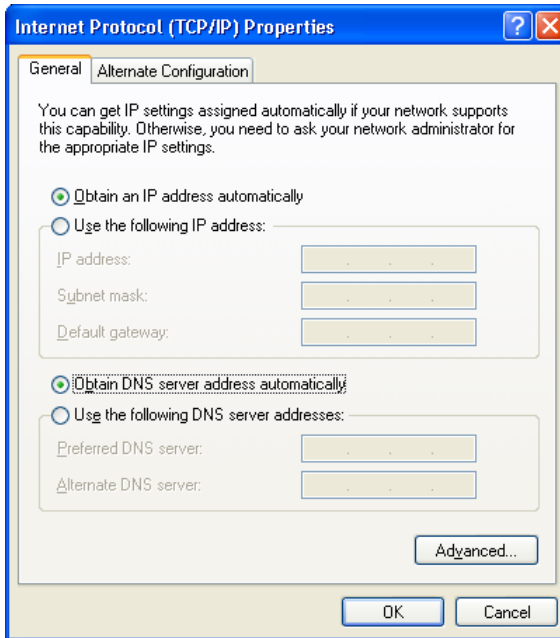 Internet Protocol (TCP/IP) Properties
General
Alternate Configuration
You can get IP settings assigned automatically if your network supports
this capability. Otherwise, you need to ask your network administrator for
the appropriate IP settings.
Obtain an IP address automatically
Use the following IP address:
IP address:
Subnet mask:
Default gateway:
Obtain DNS server address automatically
Use the following DNS server addresses:
Preferred DNS server:
Alternate DNS server:
Advanced...
OK
Cancel